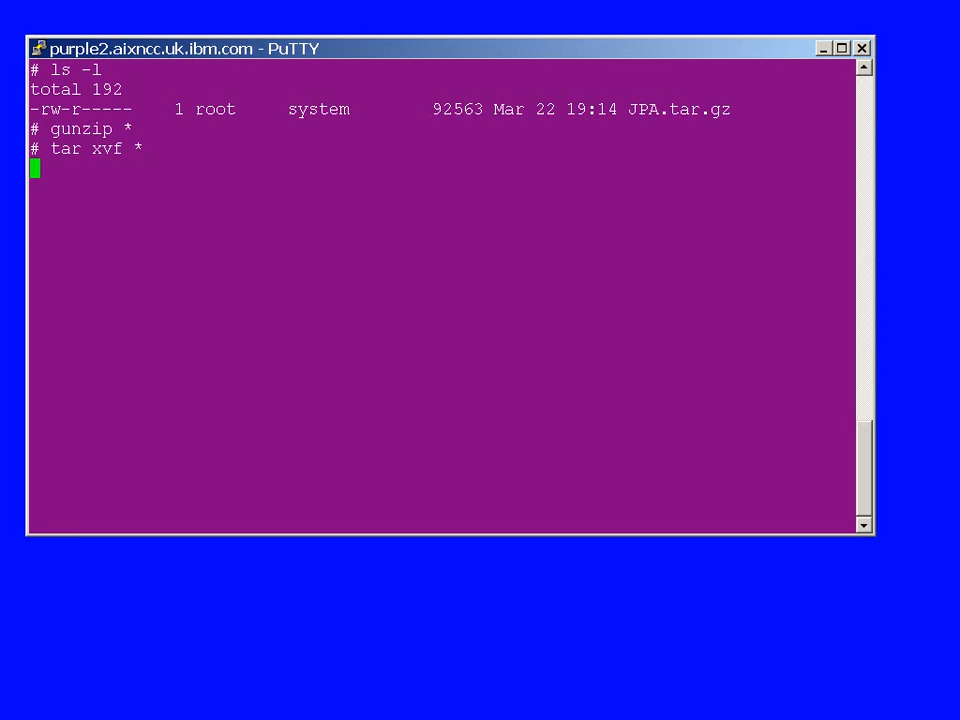 purple2.aixncc.uk.ibm.com - PuTTY
# ls -l
total 192
-rw-r-----    1 root     system        92563 Mar 22 19:14 JPA.tar.gz
# gunzip *
# tar xvf *